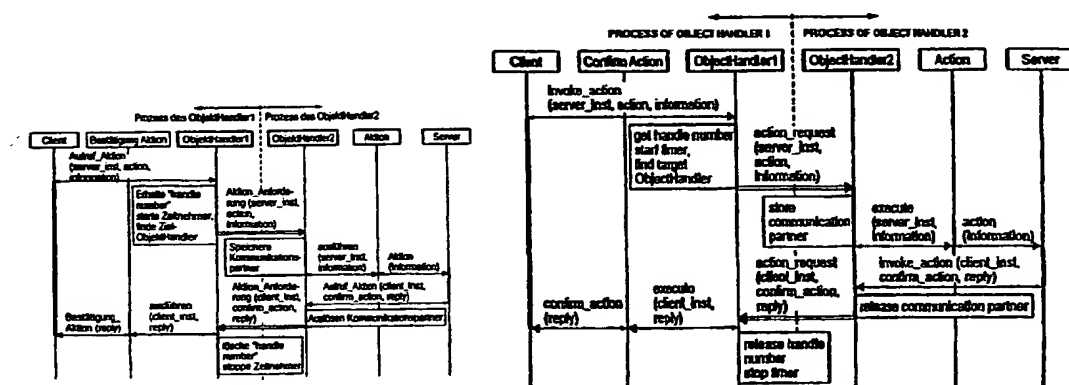 Prozess des ObjektHandler1 Prozess des ObjektHandler2
Client Bestätigung Aktion ObjektHandler1 ObjektHandler2 Aktion Server
Aufruf_Aktion
(server_inst, action,
information)
Erhalte "handle
number"
starte Zeitnehmer,
finde Ziel-
ObjektHandler
Aktion_Anforde-
rung (server_inst,
action,
information)
Speichere
Kommunikations-
partner
ausführen
(server_inst,
information)
Aktion
(information)
Aufruf_Aktion (client_inst,
confirm_action, reply)
Aktion_Anforde-
rung (client_inst,
confirm_action,
reply)
Auslösen Kommunikationspartner
ausführen
(client_inst,
reply)
Bestätigung_
Aktion (reply)
lösche "handle
number"
stoppe Zeitnehmer
PROCESS OF OBJECT HANDLER 1 PROCESS OF OBJECT HANDLER 2
Client Confirm Action ObjectHandler1 ObjectHandler2 Action Server
invoke_action
(server_inst, action, information)
get handle number
start timer,
find target
ObjectHandler
action_request
(server_inst,
action,
information)
store
communication
partner
execute
(server_inst,
information)
action
(information)
invoke_action (client_inst,
confirm_action, reply)
action_request
(client_inst,
confirm_action,
reply)
release communication partner
execute
(client_inst,
reply)
confirm_action
(reply)
release handle
number
stop timer